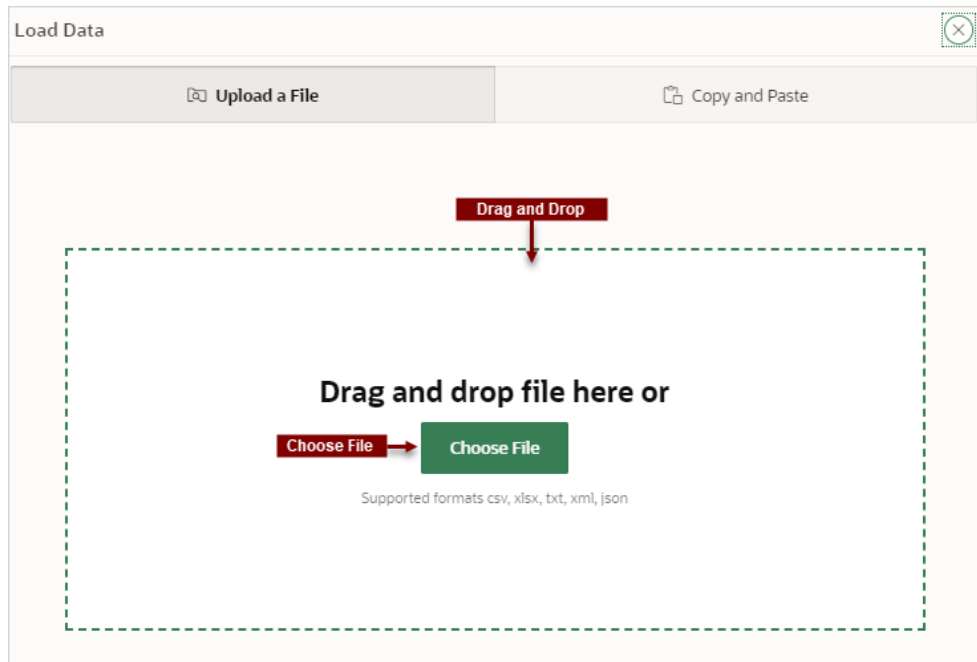 Load Data
Upload a File
Copy and Paste
Drag and Drop
Drag and drop file here or
Choose File
Choose File
Supported formats csv, xlsx, txt, xml, json